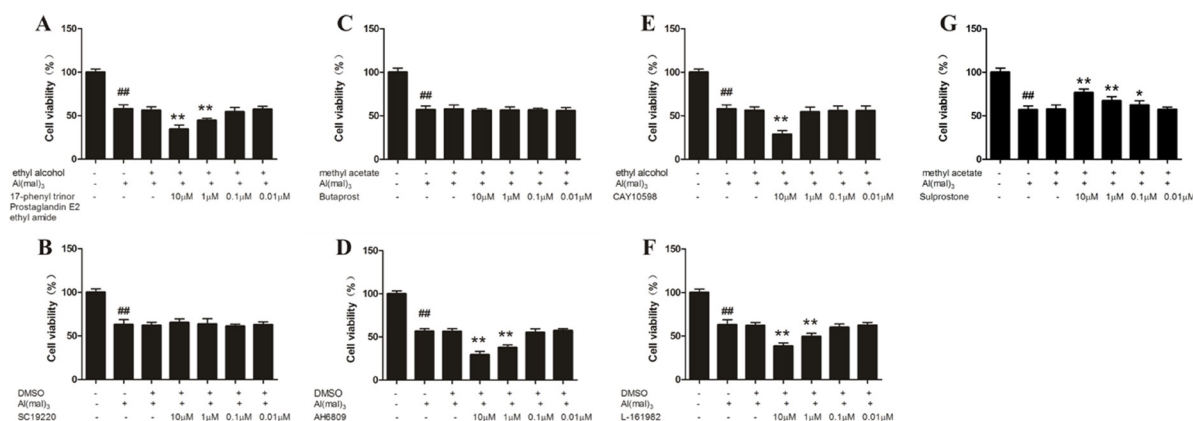 A
Cell viability (%)
150
100
50
0
##
**
**
ethyl alcohol - - + + + + +
Al(mal)3 - + + + + + +
17-phenyl trinor - - - 10μM 1μM 0.1μM 0.01μM
Prostaglandin E2
ethyl amide
C
Cell viability (%)
150
100
50
0
##
methyl acetate - - + + + + +
Al(mal)3 - + + + + + +
Butaprost - - - 10μM 1μM 0.1μM 0.01μM
E
Cell viability (%)
150
100
50
0
##
**
ethyl alcohol - - + + + + +
Al(mal)3 - + + + + + +
CAY10598 - - - 10μM 1μM 0.1μM 0.01μM
G
Cell viability (%)
150
100
50
0
##
**
**
*
methyl acetate - - + + + + +
Al(mal)3 - + + + + + +
Sulprostone - - - 10μM 1μM 0.1μM 0.01μM
B
Cell viability (%)
150
100
50
0
##
DMSO - - + + + + +
Al(mal)3 - + + + + + +
SC19220 - - - 10μM 1μM 0.1μM 0.01μM
D
Cell viability (%)
150
100
50
0
##
**
**
DMSO - - + + + + +
Al(mal)3 - + + + + + +
AH6809 - - - 10μM 1μM 0.1μM 0.01μM
F
Cell viability (%)
150
100
50
0
##
**
**
DMSO - - + + + + +
Al(mal)3 - + + + + + +
L-161982 - - - 10μM 1μM 0.1μM 0.01μM